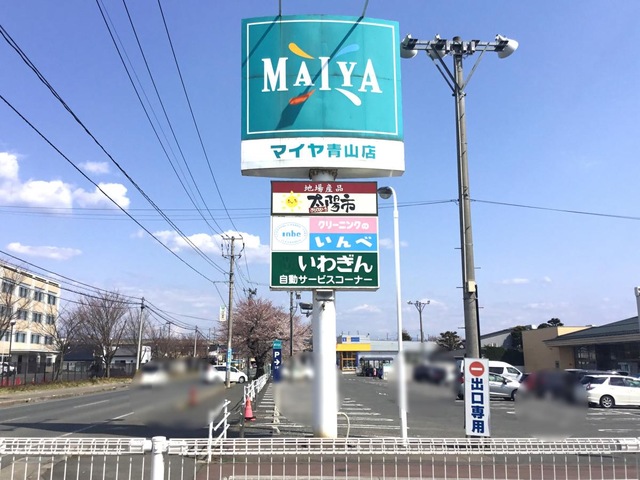 MAIYA
マイヤ青山店
地場産品
太陽市
クリーニングの
いんべ
いわぎん
自動サービスコーナー
P
出口専用